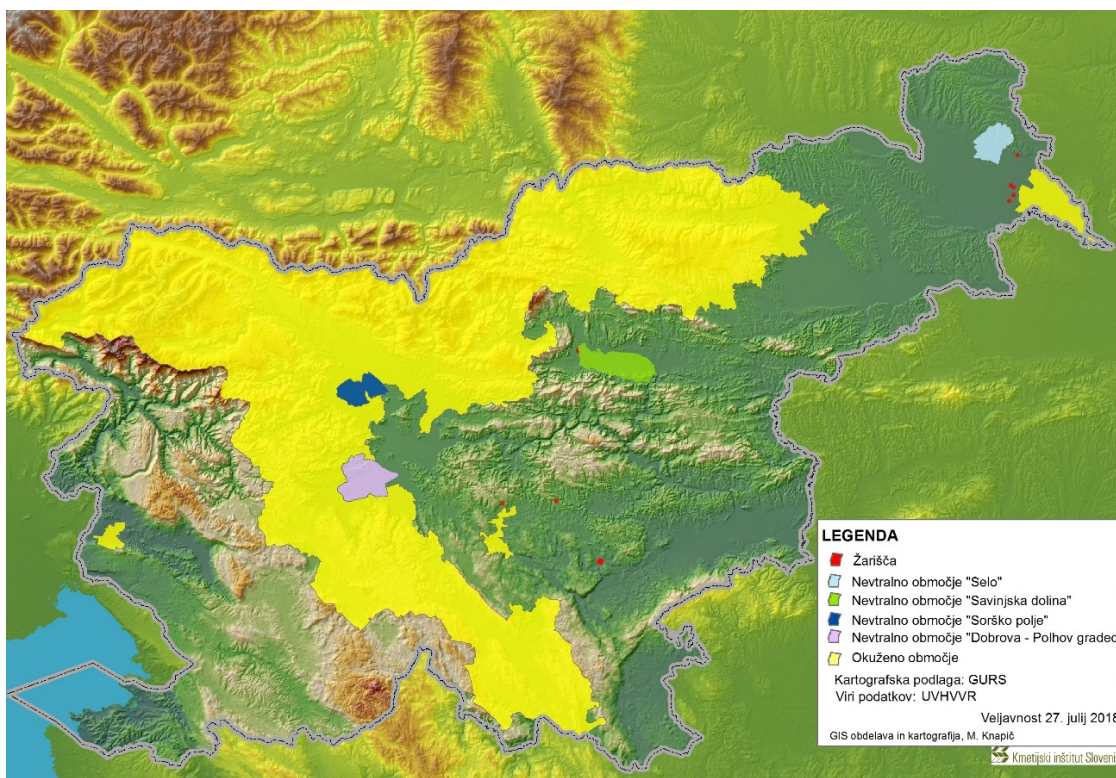 LEGENDA
Žarišča
Nevtralno območje "Selo"
Nevtralno območje "Savinjska dolina"
Nevtralno območje "Sorško polje"
Nevtralno območje "Dobrova - Polhov gradec
Okuženo območje
Kartografska podlaga: GURS
Viri podatkov: UVHVVR
Veljavnost 27. julij 2018
GIS obdelava in kartografija, M. Knapič
Kmetijski inštitut Sloveni